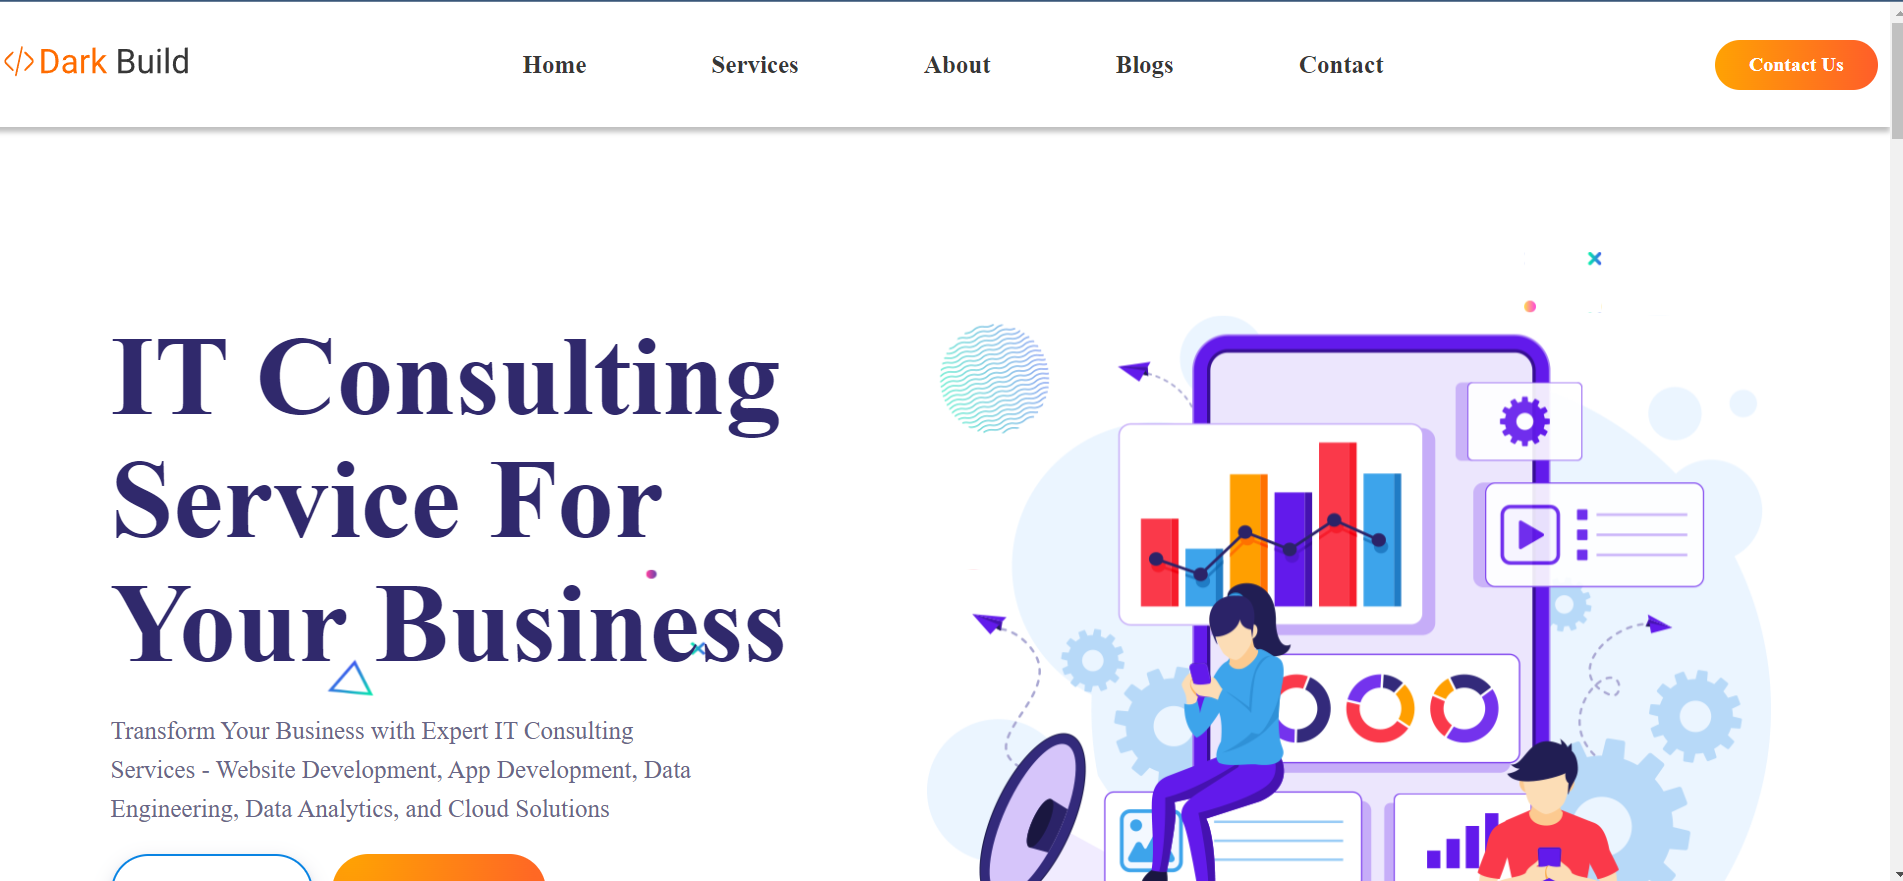 </> Dark Build
Home Services About Blogs Contact
Contact Us
IT Consulting
Service For
Your Business
Transform Your Business with Expert IT Consulting
Services - Website Development, App Development, Data
Engineering, Data Analytics, and Cloud Solutions